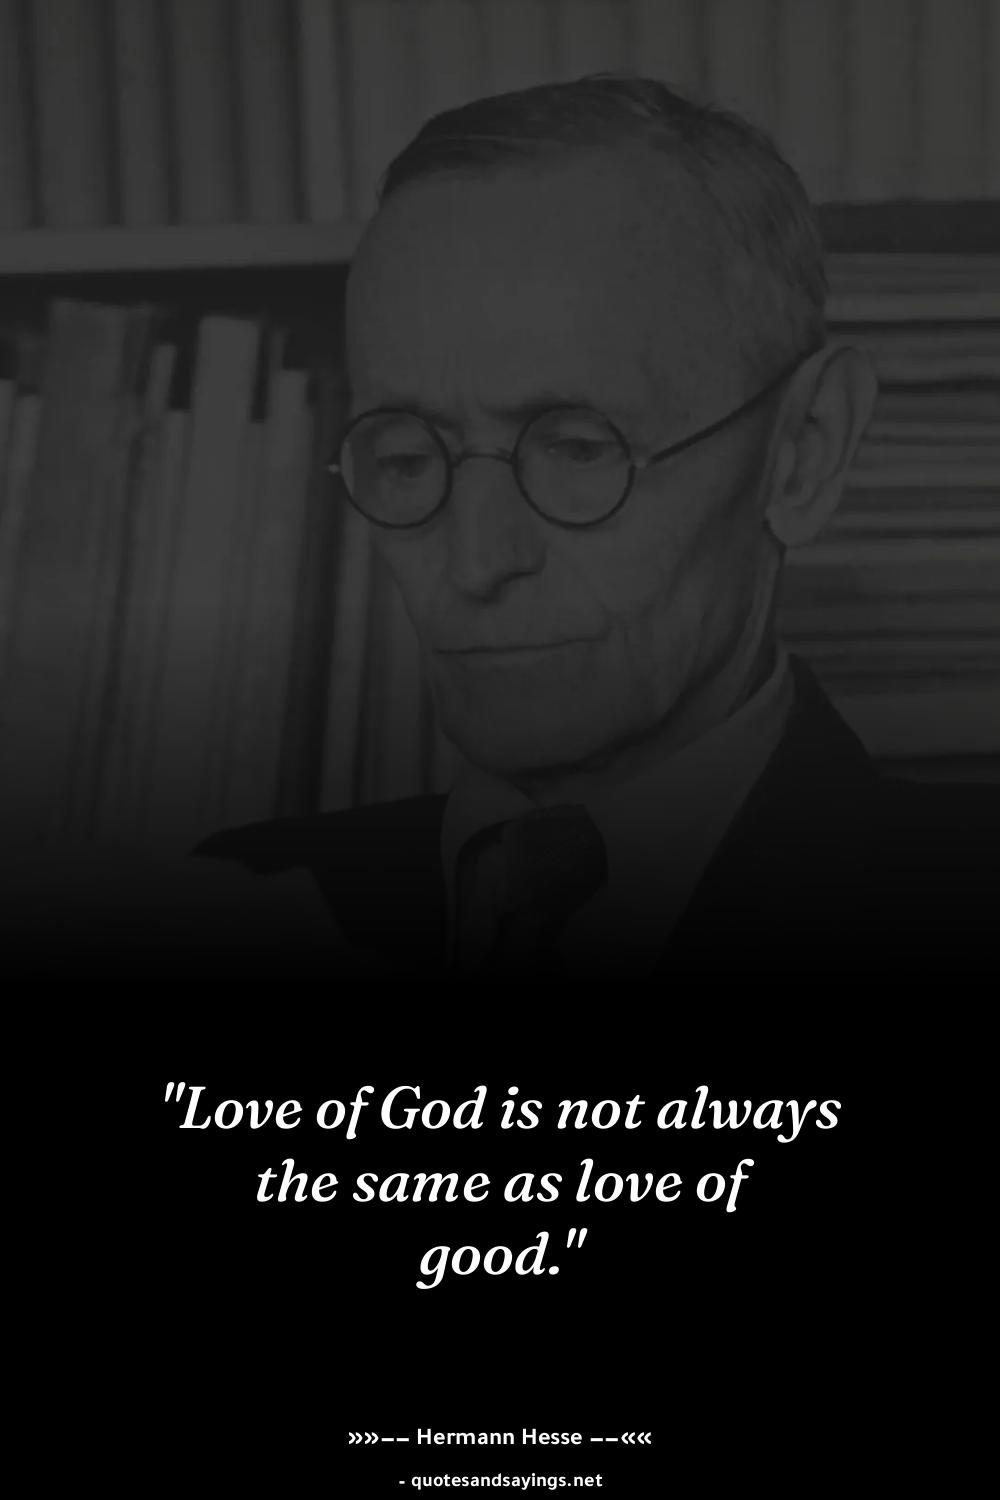 "Love of God is not always
the same as love of
good."
»»–– Hermann Hesse ––««
- quotesandsayings.net